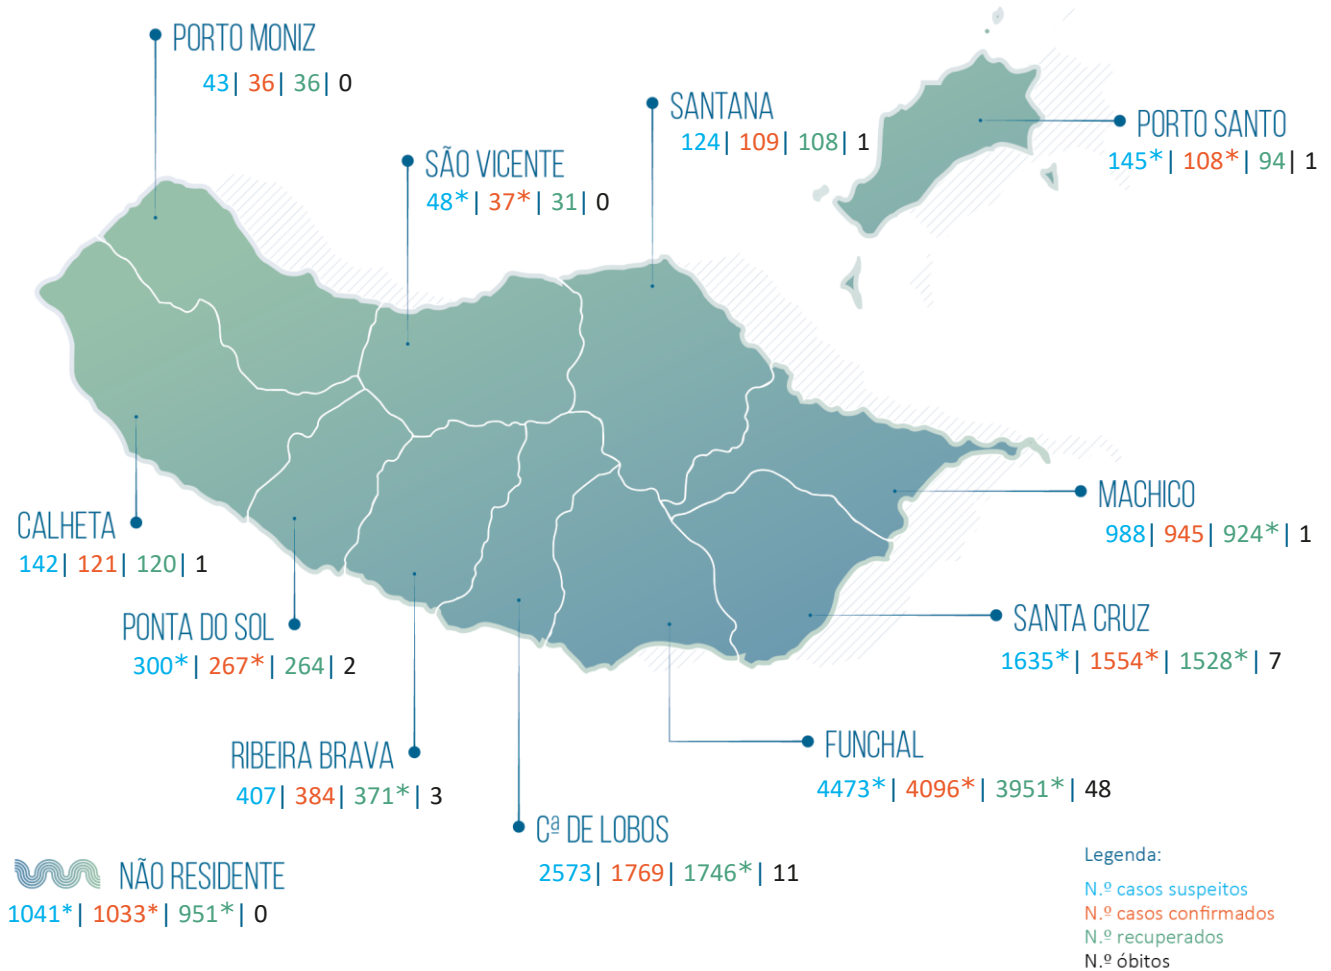 PORTO MONIZ
43| 36| 36| 0
SANTANA
124| 109| 108| 1
PORTO SANTO
145*| 108*| 94| 1
SÃO VICENTE
48*| 37*| 31| 0
MACHICO
988| 945| 924*| 1
CALHETA
142| 121| 120| 1
SANTA CRUZ
1635*| 1554*| 1528*| 7
PONTA DO SOL
300*| 267*| 264| 2
RIBEIRA BRAVA
407| 384| 371*| 3
FUNCHAL
4473*| 4096*| 3951*| 48
Cª DE LOBOS
2573| 1769| 1746*| 11
NÃO RESIDENTE
1041*| 1033*| 951*| 0
Legenda:
N.º casos suspeitos
N.º casos confirmados
N.º recuperados
N.º óbitos